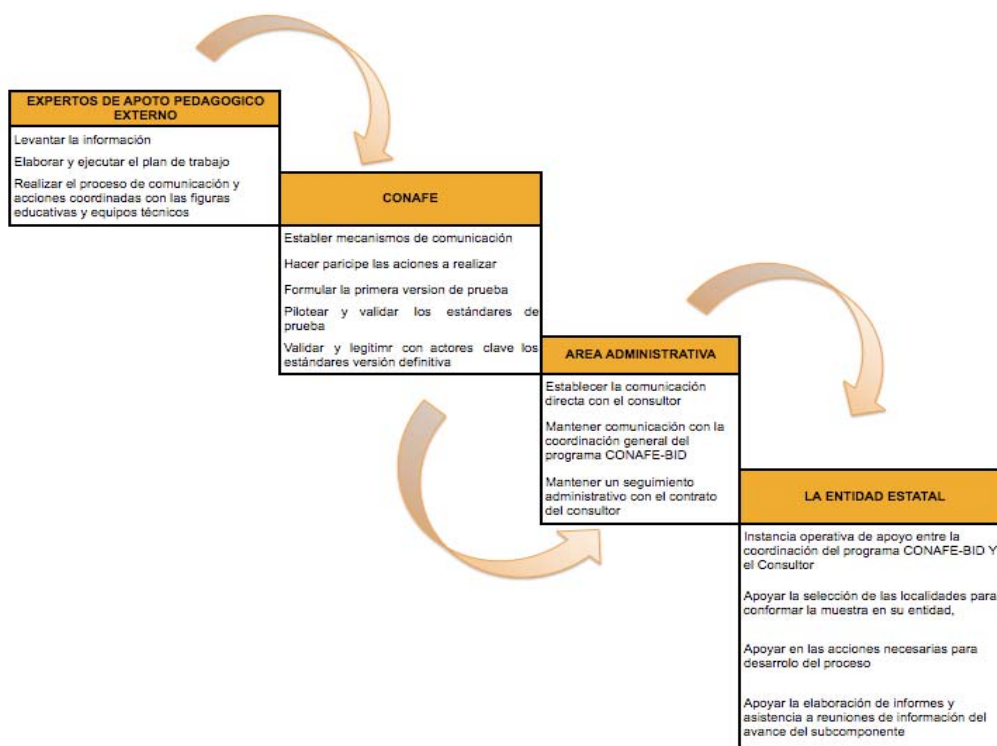 EXPERTOS DE APOTO PEDAGOGICO
EXTERNO
Levantar la información
Elaborar y ejecutar el plan de trabajo
Realizar el proceso de comunicación y
acciones coordinadas con las figuras
educativas y equipos técnicos
CONAFE
Establer mecanismos de comunicación
Hacer paricipe las aciones a realizar
Formular la primera version de prueba
Pilotear y validar los estándares de
prueba
Validar y legitimr con actores clave los
estándares versión definitiva
AREA ADMINISTRATIVA
Establecer la comunicación
directa con el consultor
Mantener comunicación con la
coordinación general del
programa CONAFE-BID
Mantener un seguimiento
administrativo con el contrato
del consultor
LA ENTIDAD ESTATAL
Instancia operativa de apoyo entre la
coordinación del programa CONAFE-BID Y
el Consultor
Apoyar la selección de las localidades para
conformar la muestra en su entidad,
Apoyar en las acciones necesarias para
desarrolo del proceso
Apoyar la elaboración de informes y
asistencia a reuniones de información del
avance del subcomponente